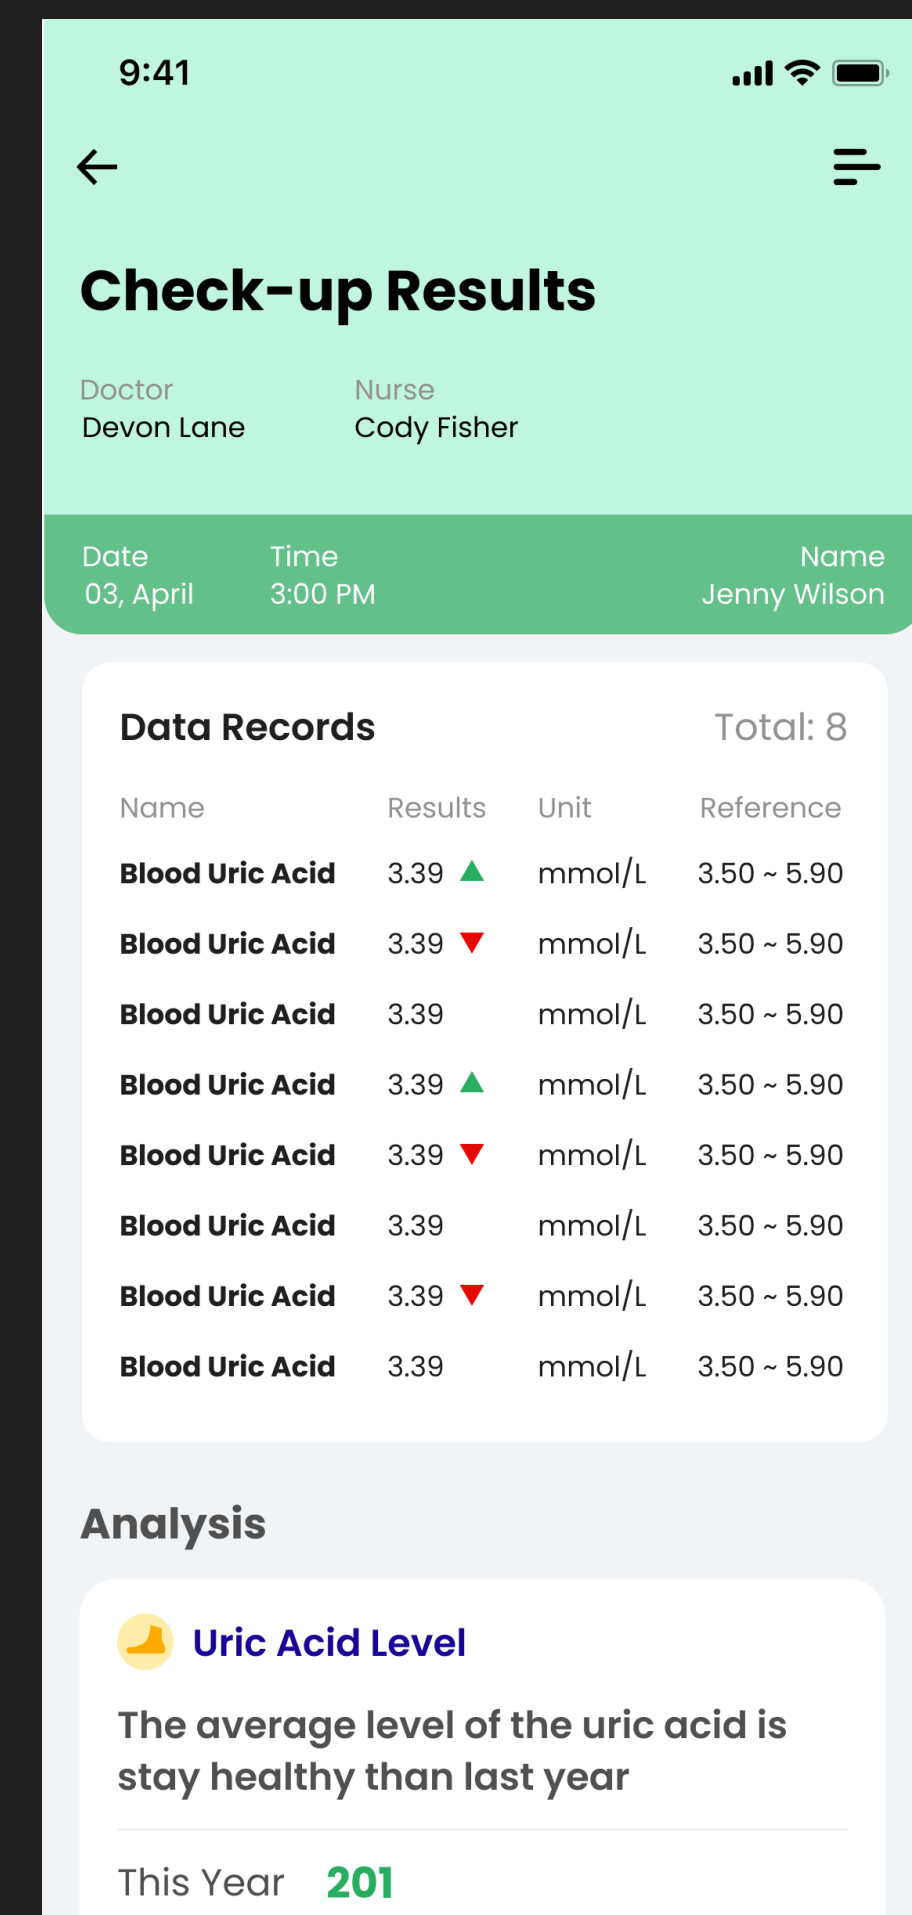 9:41
Check-up Results
Doctor Nurse
Devon Lane Cody Fisher
Date Time Name
03, April 3:00 PM Jenny Wilson
Data Records Total: 8
Name Results Unit Reference
Blood Uric Acid 3.39 ▲ mmol/L 3.50 ~ 5.90
Blood Uric Acid 3.39 ▼ mmol/L 3.50 ~ 5.90
Blood Uric Acid 3.39 mmol/L 3.50 ~ 5.90
Blood Uric Acid 3.39 ▲ mmol/L 3.50 ~ 5.90
Blood Uric Acid 3.39 ▼ mmol/L 3.50 ~ 5.90
Blood Uric Acid 3.39 mmol/L 3.50 ~ 5.90
Blood Uric Acid 3.39 ▼ mmol/L 3.50 ~ 5.90
Blood Uric Acid 3.39 mmol/L 3.50 ~ 5.90
Analysis
Uric Acid Level
The average level of the uric acid is
stay healthy than last year
This Year 201